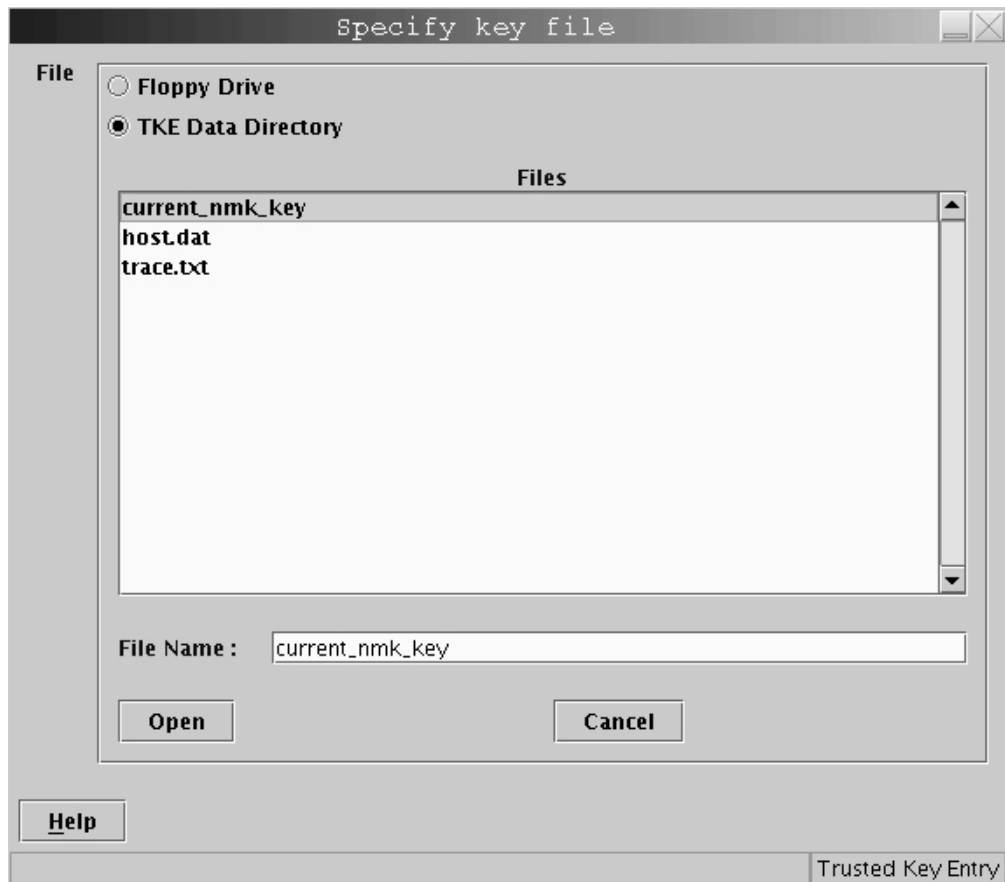 Specify key file
File
Floppy Drive
TKE Data Directory
Files
current_nmk_key
host.dat
trace.txt
File Name :
current_nmk_key
Open
Cancel
Help
Trusted Key Entry